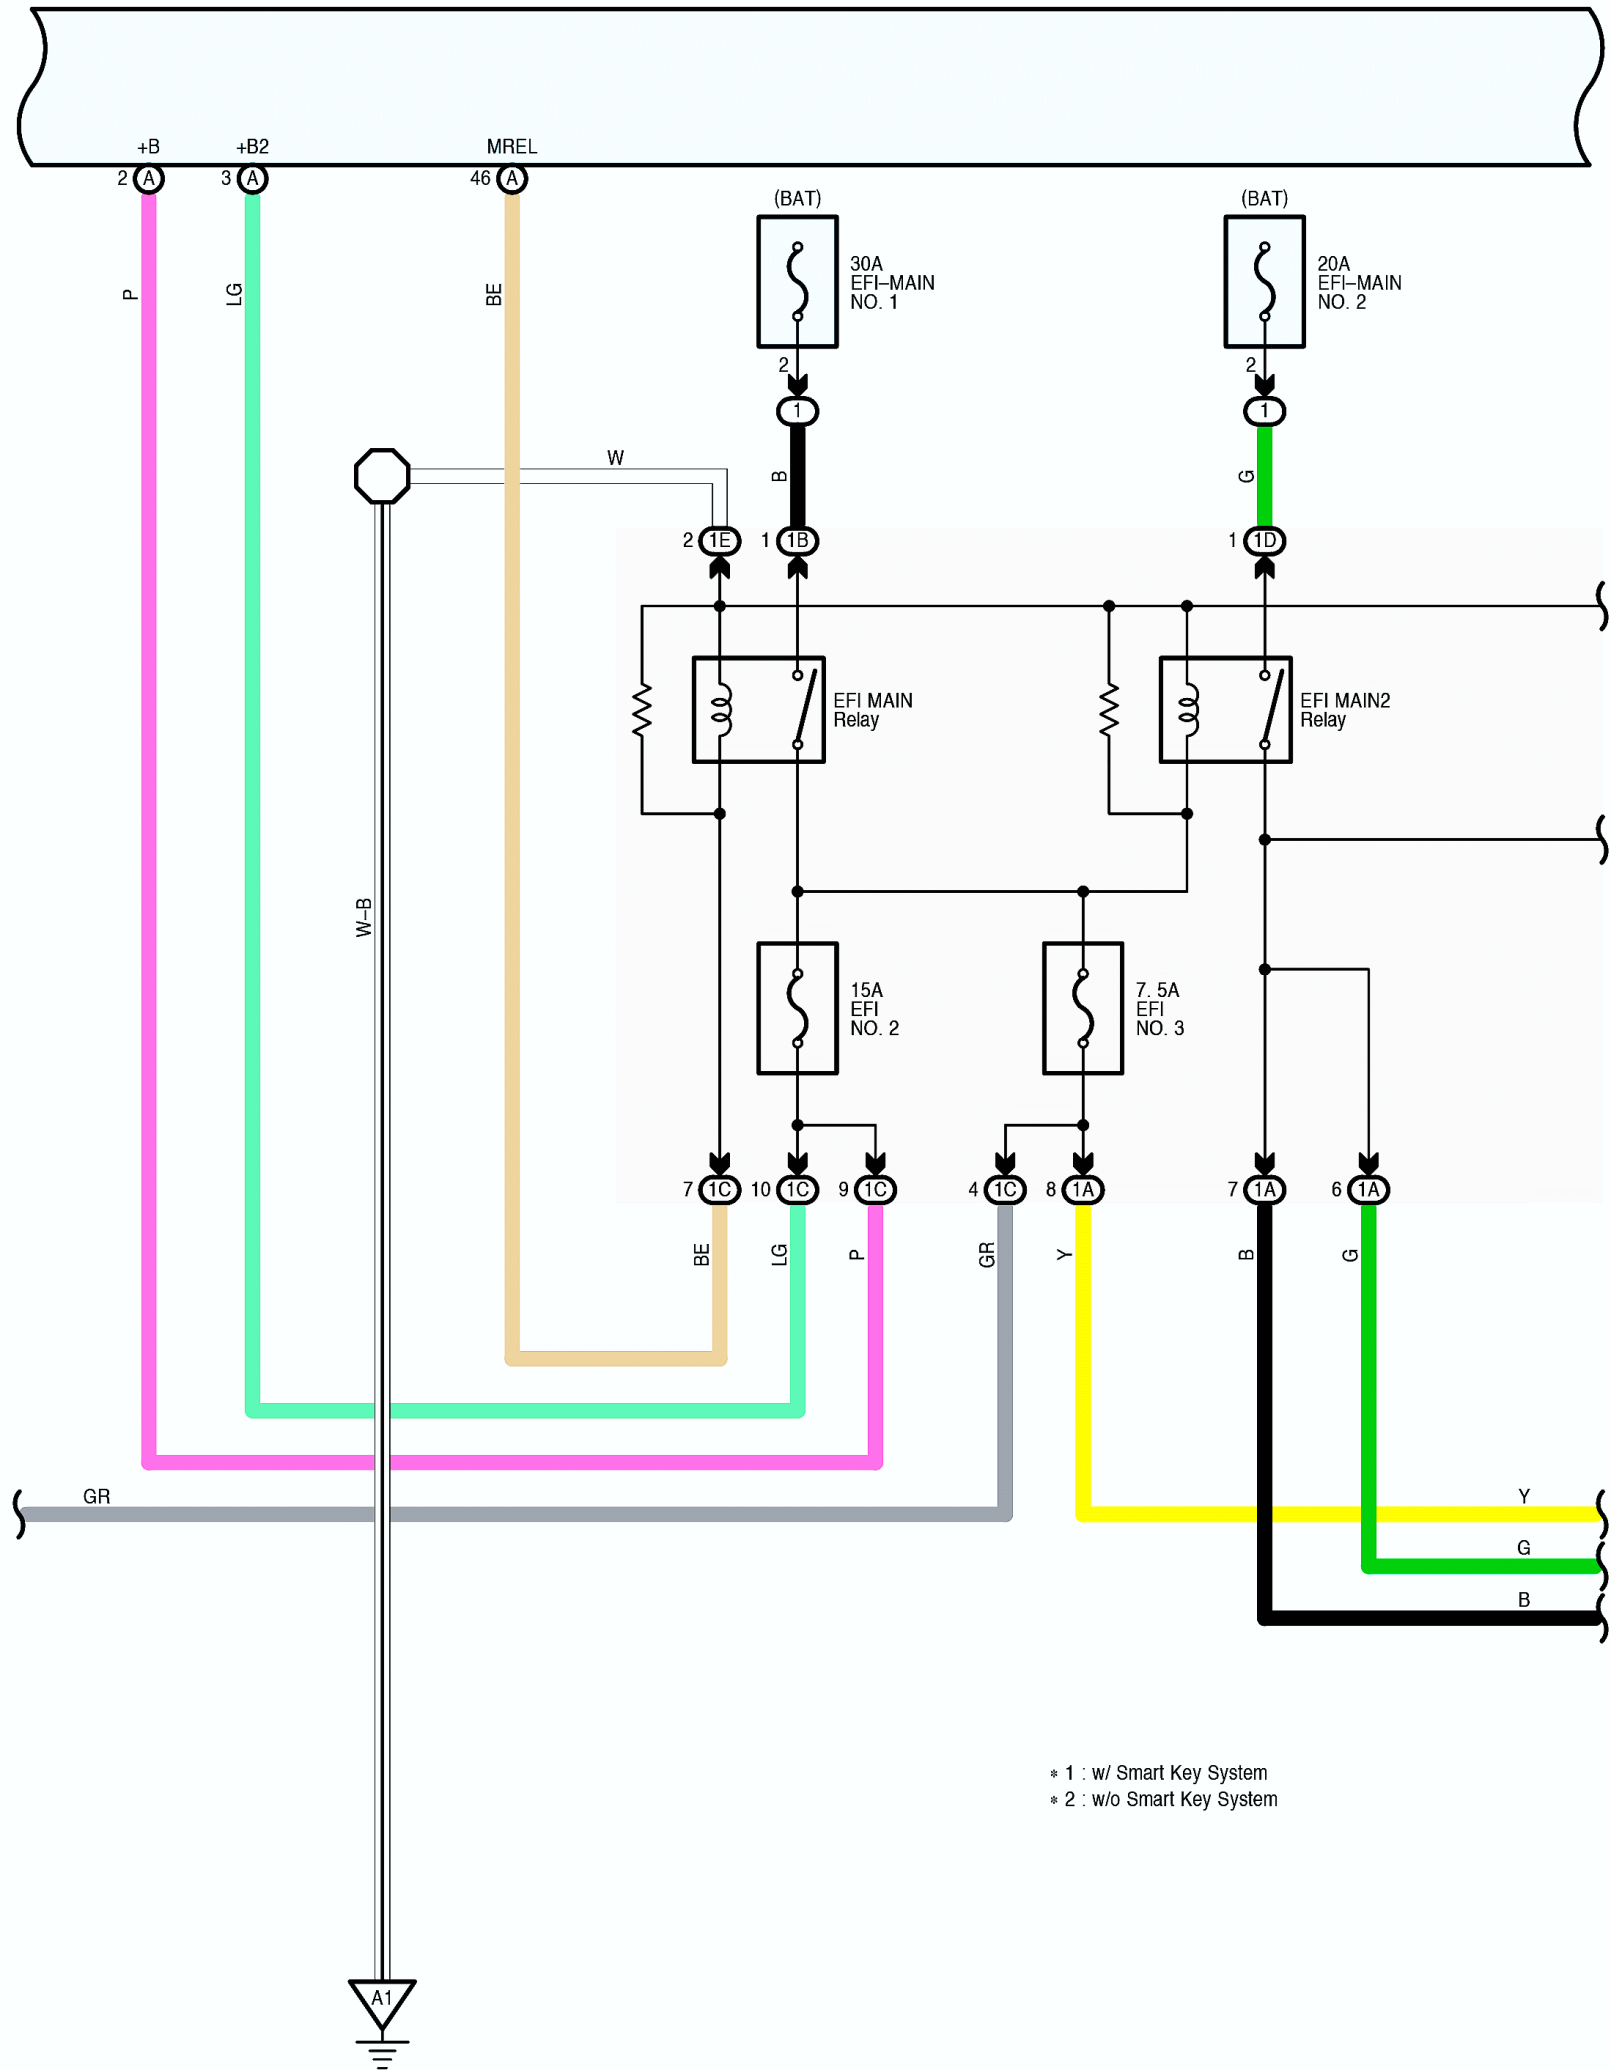 +B +B2 MREL
2 A 3 A 46 A
(BAT) (BAT)
30A
EFI–MAIN
NO. 1
20A
EFI–MAIN
NO. 2
P LG BE
2 2
1 1
W
B G
2 1E 1 1B 1 1D
EFI MAIN
Relay
EFI MAIN2
Relay
W–B
15A
EFI
NO. 2
7. 5A
EFI
NO. 3
7 1C 10 1C 9 1C 4 1C 8 1A 7 1A 6 1A
BE LG P GR Y B G
GR Y
G
B
* 1 : w/ Smart Key System
* 2 : w/o Smart Key System
A1